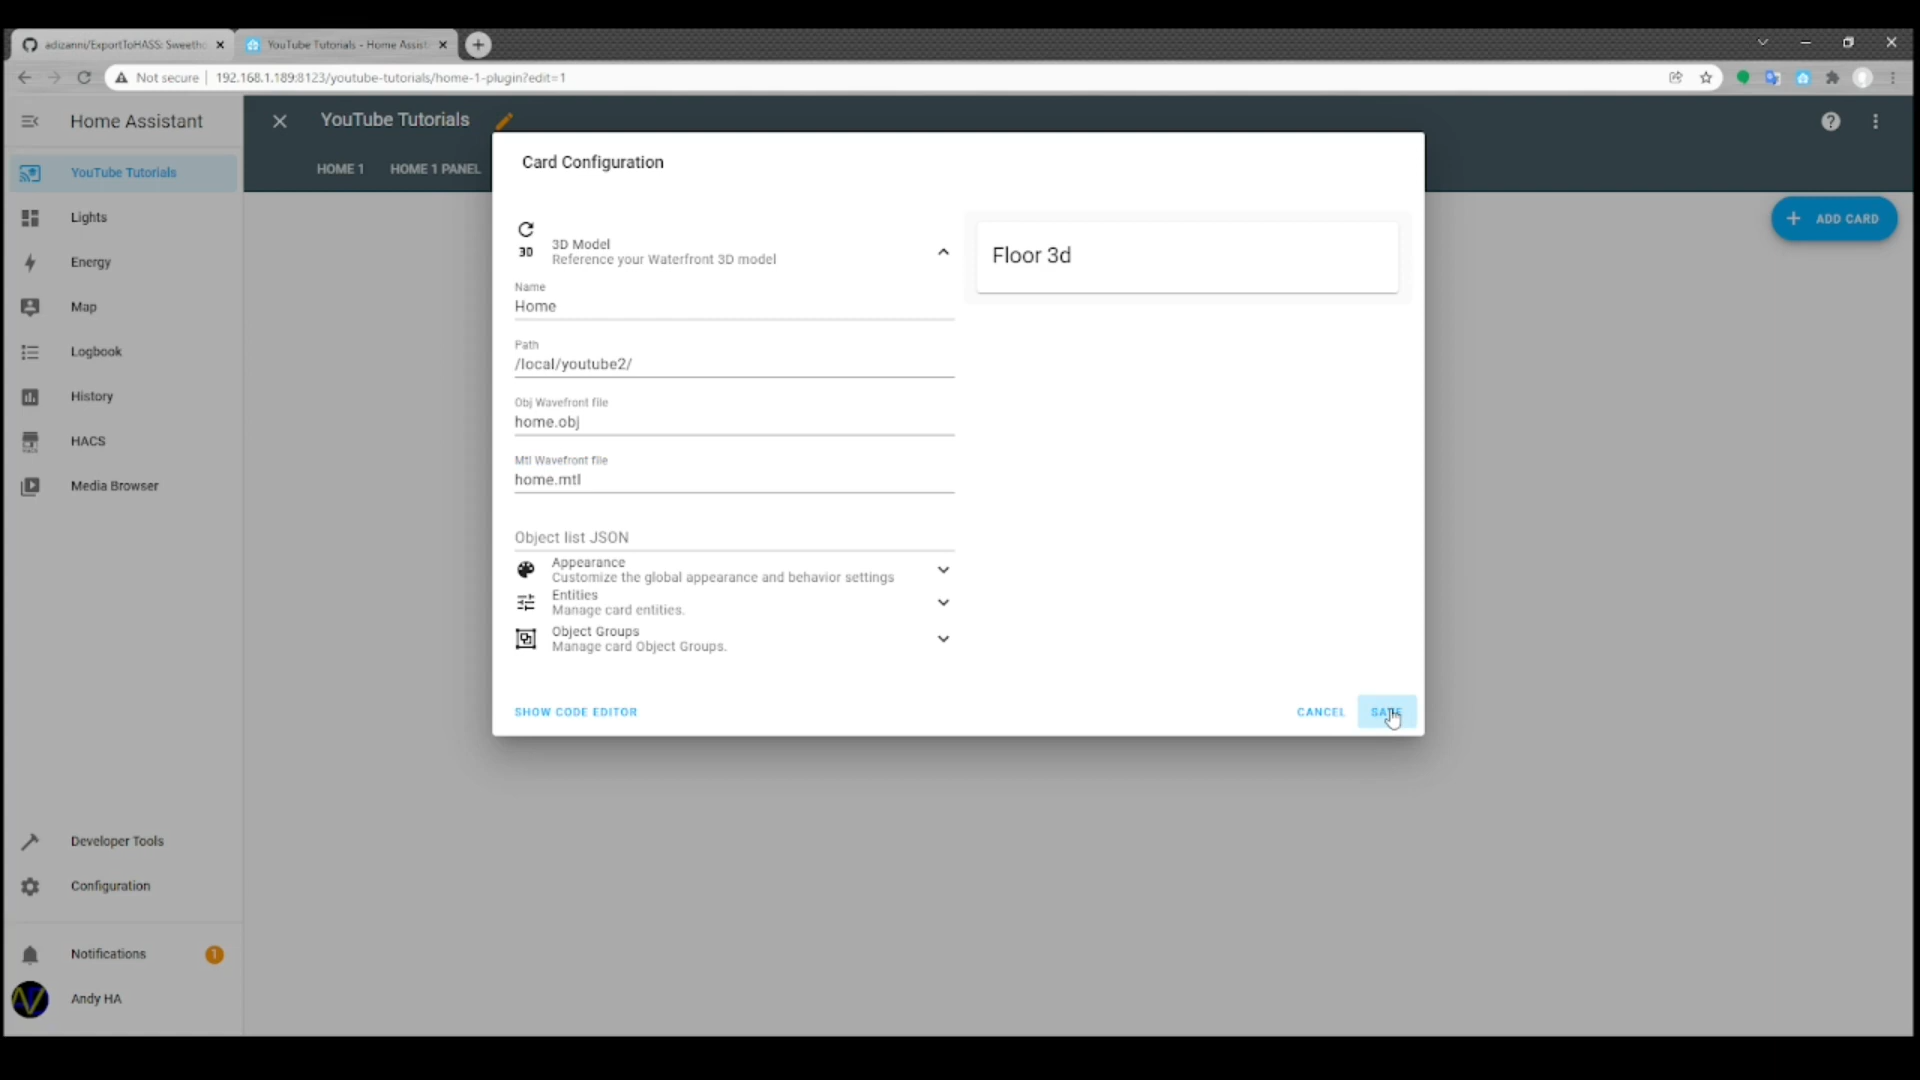 adizanni/ExportToHASS: Sweetho
YouTube Tutorials - Home Assist
Not secure
192.168.1.189:8123/youtube-tutorials/home-1-plugin?edit=1
Home Assistant
YouTube Tutorials
HOME 1
HOME 1 PANEL
YouTube Tutorials
Lights
Energy
Map
Logbook
History
HACS
Media Browser
Developer Tools
Configuration
Notifications
1
Andy HA
ADD CARD
Card Configuration
3D
3D Model
Reference your Waterfront 3D model
Name
Home
Path
/local/youtube2/
Obj Wavefront file
home.obj
Mtl Wavefront file
home.mtl
Object list JSON
Appearance
Customize the global appearance and behavior settings
Entities
Manage card entities.
Object Groups
Manage card Object Groups.
Floor 3d
SHOW CODE EDITOR
CANCEL
SAVE